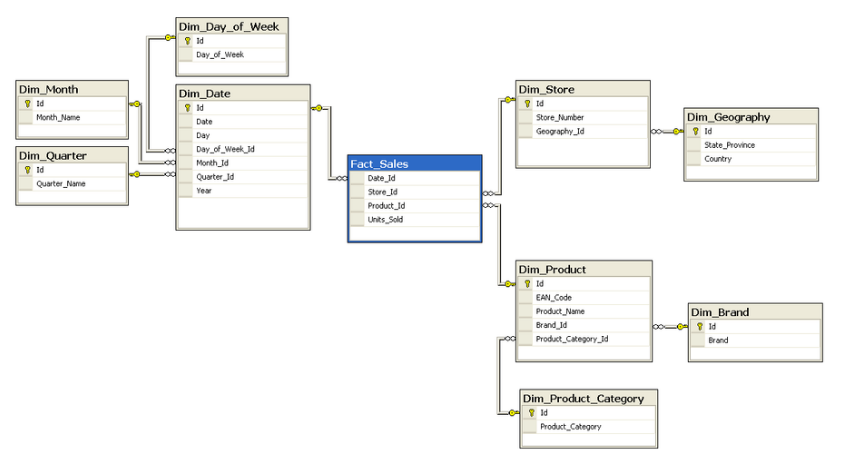 Dim_Day_of_Week
Id
Day_of_Week
Dim_Month
Id
Month_Name
Dim_Quarter
Id
Quarter_Name
Dim_Date
Id
Date
Day
Day_of_Week_Id
Month_Id
Quarter_Id
Year
Fact_Sales
Date_Id
Store_Id
Product_Id
Units_Sold
Dim_Store
Id
Store_Number
Geography_Id
Dim_Geography
Id
State_Province
Country
Dim_Product
Id
EAN_Code
Product_Name
Brand_Id
Product_Category_Id
Dim_Brand
Id
Brand
Dim_Product_Category
Id
Product_Category